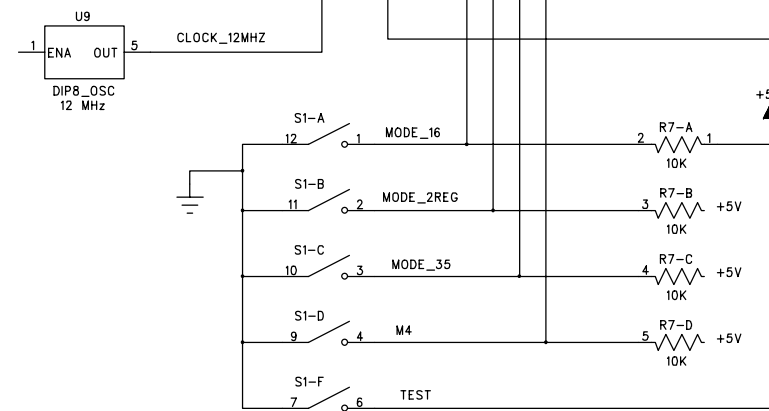 U9
1 ENA OUT 5 CLOCK_12MHZ
DIP8_OSC
12 MHz
S1-A
12 1 MODE_16 2 R7-A 1
10K
S1-B
11 2 MODE_2REG 3 R7-B +5V
10K
S1-C
10 3 MODE_35 4 R7-C +5V
10K
S1-D
9 4 M4 5 R7-D +5V
10K
S1-F
7 6 TEST